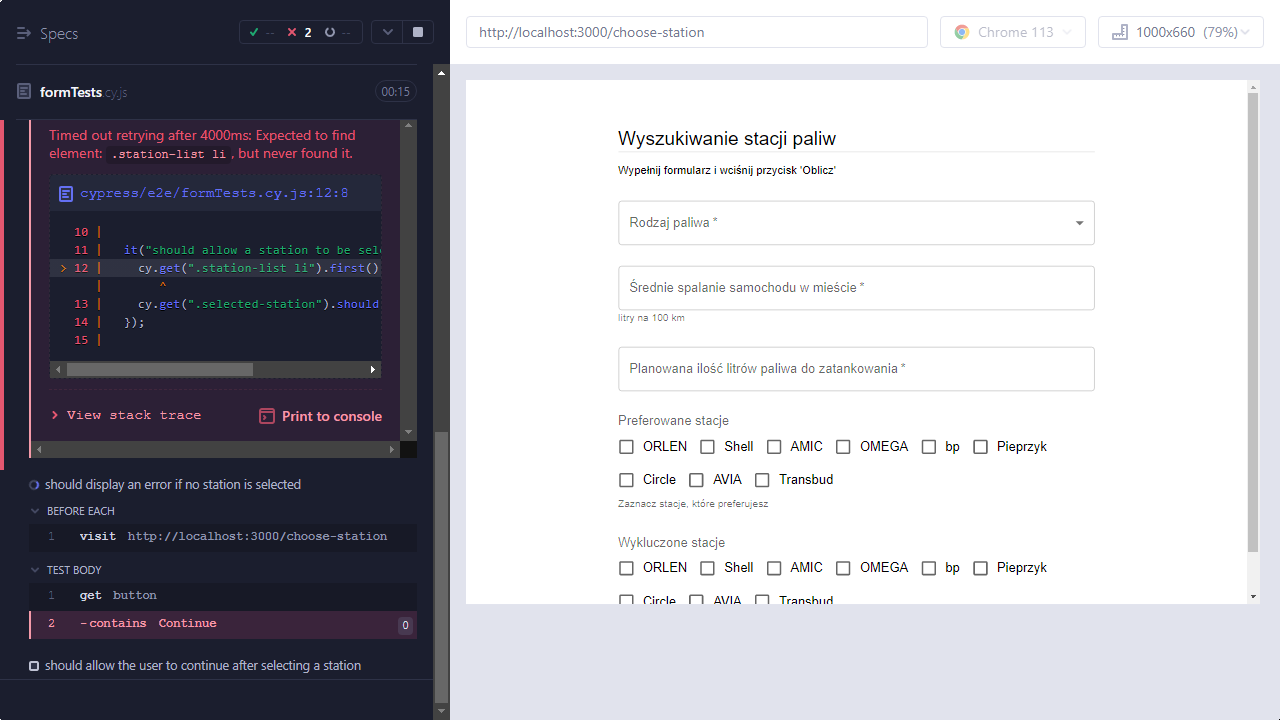 Specs
-- 2 --
formTests.cy.js
00:15
Timed out retrying after 4000ms: Expected to find
element: .station-list li, but never found it.
cypress/e2e/formTests.cy.js:12:8
10 |
11 | it("should allow a station to be sele
> 12 | cy.get(".station-list li").first()
| ^
13 | cy.get(".selected-station").should
14 | });
15 |
> View stack trace
Print to console
should display an error if no station is selected
BEFORE EACH
1 visit http://localhost:3000/choose-station
TEST BODY
1 get button
2 -contains Continue 0
should allow the user to continue after selecting a station
http://localhost:3000/choose-station
Chrome 113
1000x660 (79%)
Wyszukiwanie stacji paliw
Wypełnij formularz i wciśnij przycisk 'Oblicz'
Rodzaj paliwa *
Średnie spalanie samochodu w mieście *
litry na 100 km
Planowana ilość litrów paliwa do zatankowania *
Preferowane stacje
ORLEN Shell AMIC OMEGA bp Pieprzyk
Circle AVIA Transbud
Zaznacz stacje, które preferujesz
Wykluczone stacje
ORLEN Shell AMIC OMEGA bp Pieprzyk
Circle AVIA Transbud